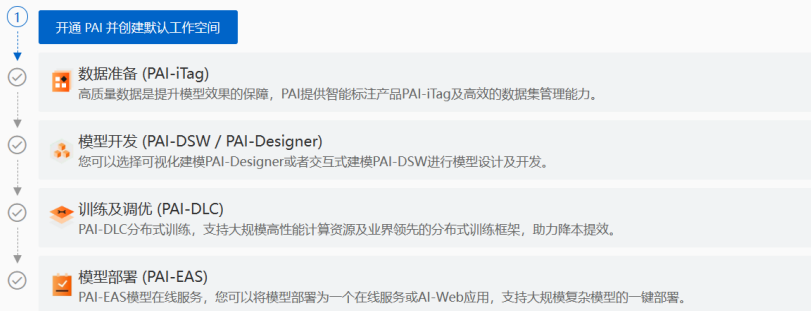 1
开通 PAI 并创建默认工作空间
数据准备 (PAI-iTag)
高质量数据是提升模型效果的保障，PAI提供智能标注产品PAI-iTag及高效的数据集管理能力。
模型开发 (PAI-DSW / PAI-Designer)
您可以选择可视化建模PAI-Designer或者交互式建模PAI-DSW进行模型设计及开发。
训练及调优 (PAI-DLC)
PAI-DLC分布式训练，支持大规模高性能计算资源及业界领先的分布式训练框架，助力降本提效。
模型部署 (PAI-EAS)
PAI-EAS模型在线服务，您可以将模型部署为一个在线服务或AI-Web应用，支持大规模复杂模型的一键部署。